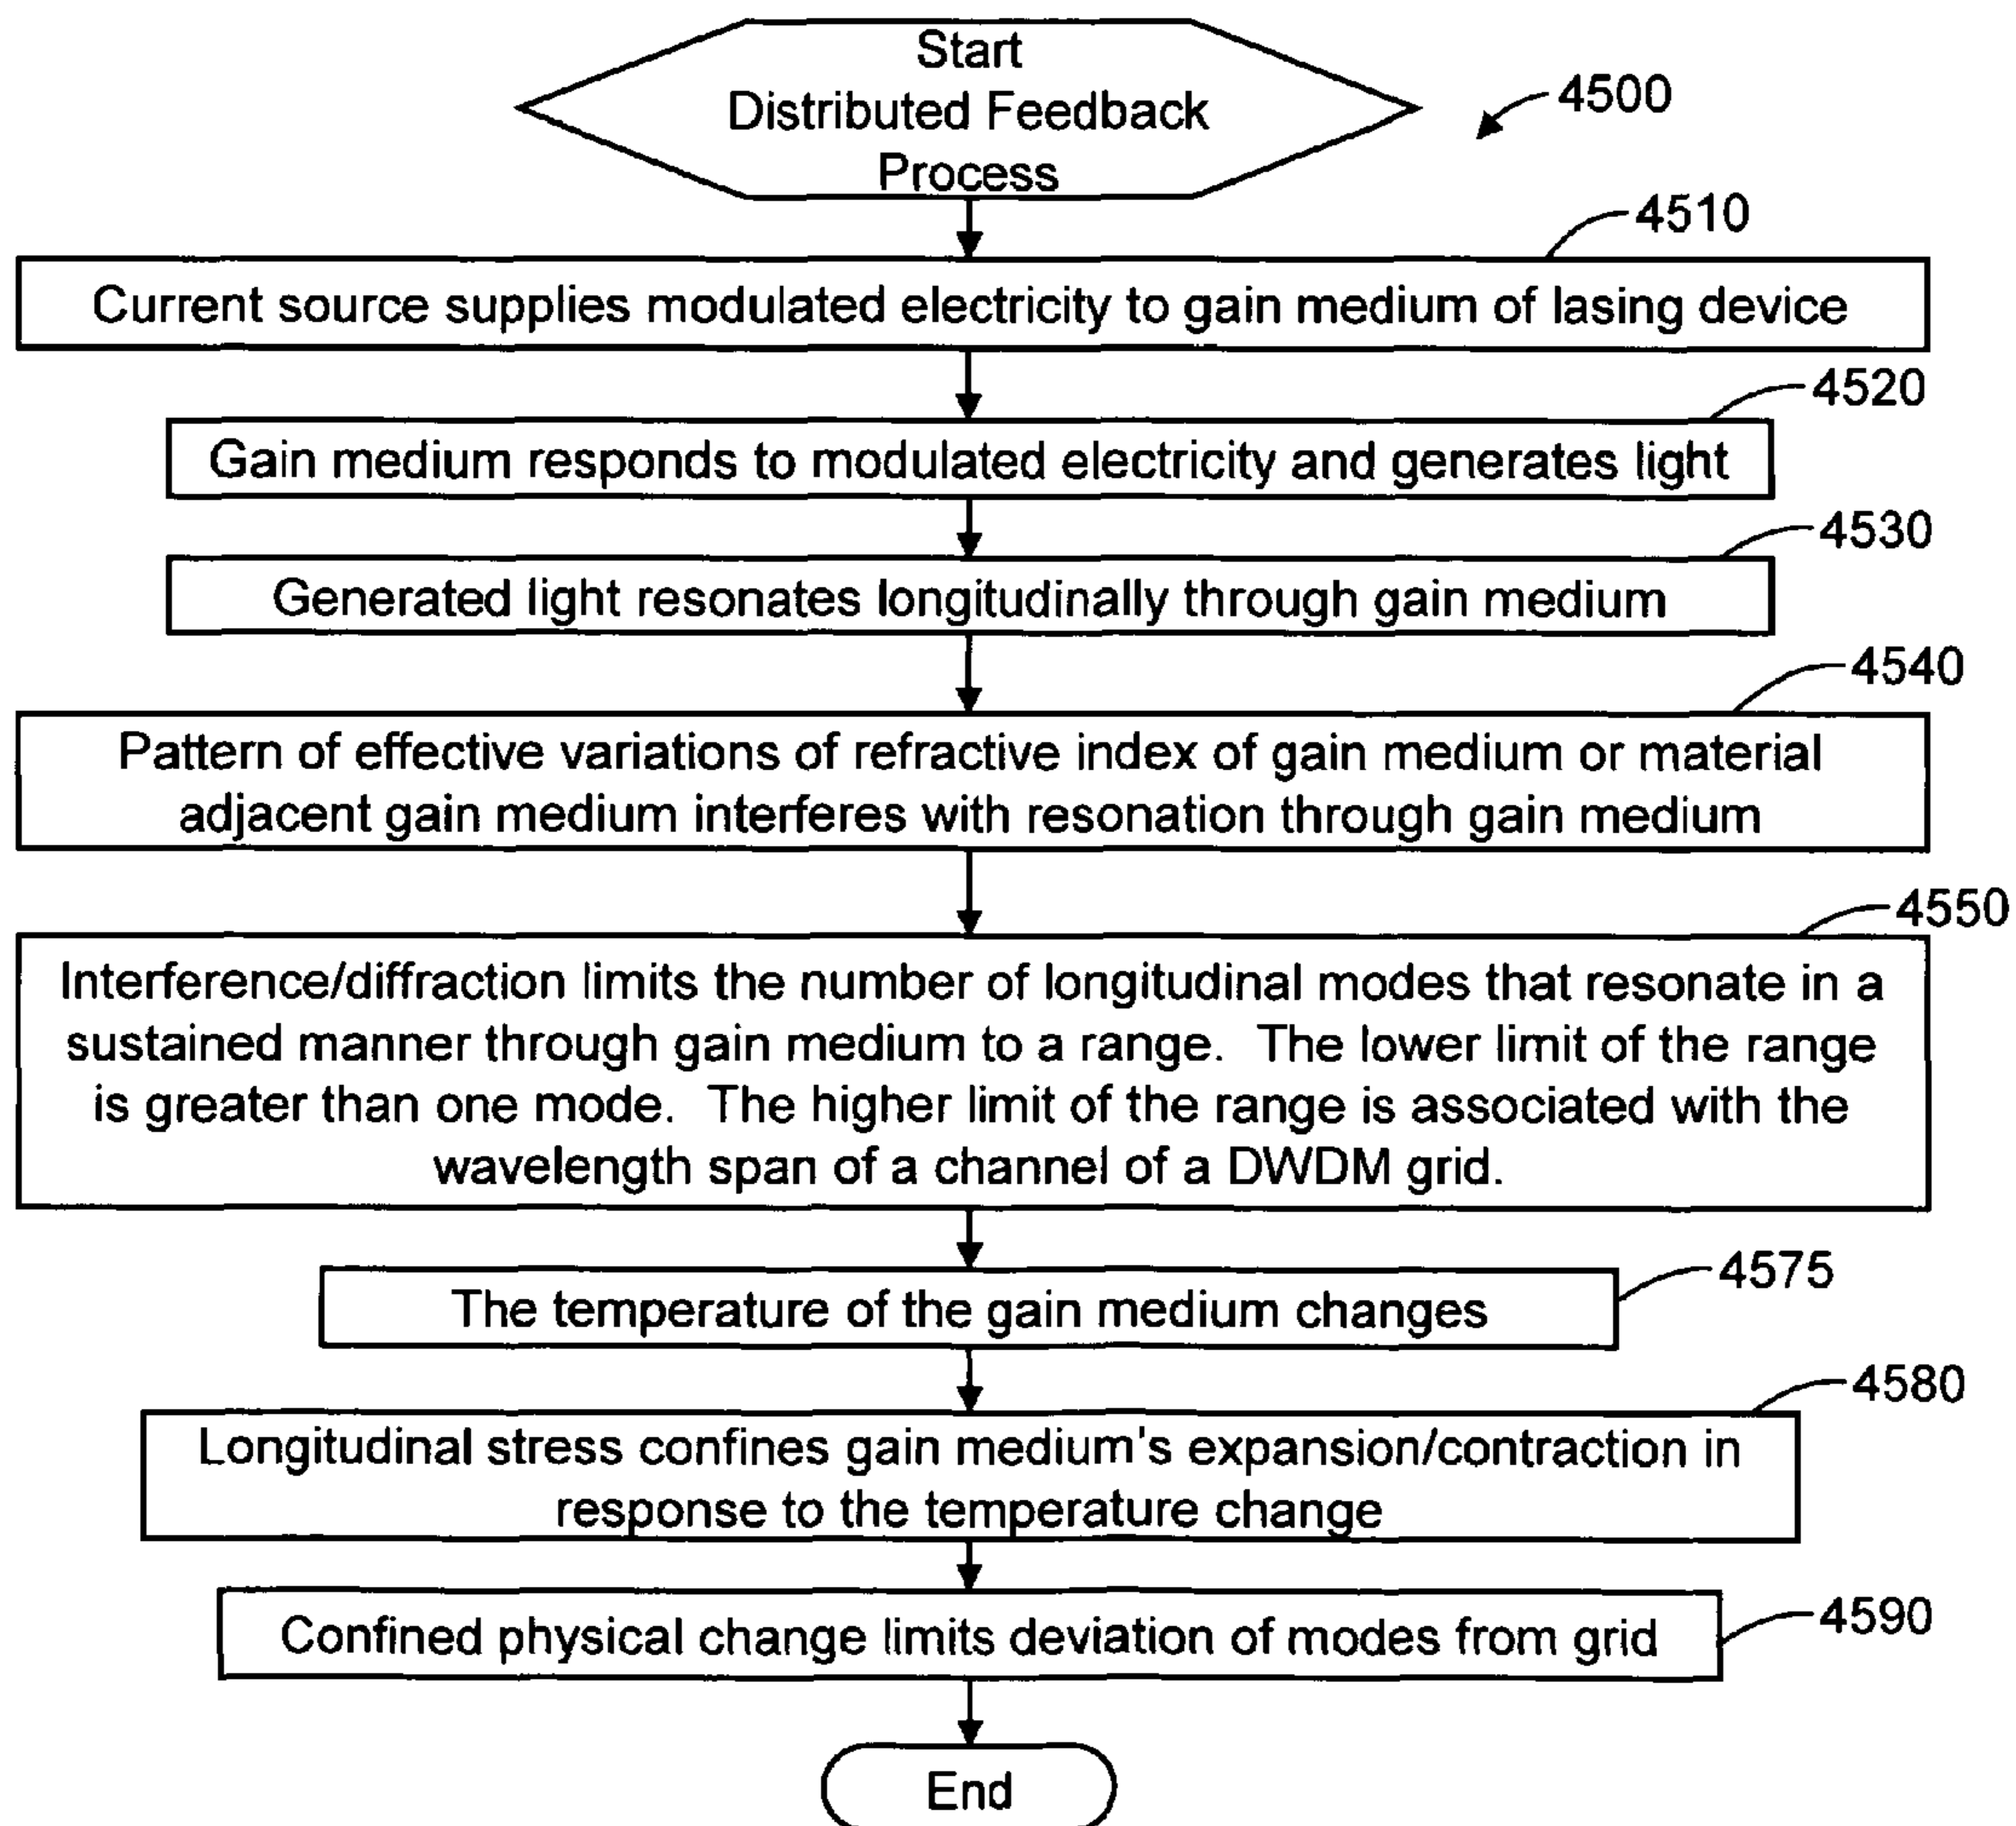 Start
Distributed Feedback
Process
4500
4510
Current source supplies modulated electricity to gain medium of lasing device
4520
Gain medium responds to modulated electricity and generates light
4530
Generated light resonates longitudinally through gain medium
4540
Pattern of effective variations of refractive index of gain medium or material
adjacent gain medium interferes with resonation through gain medium
4550
Interference/diffraction limits the number of longitudinal modes that resonate in a
sustained manner through gain medium to a range.  The lower limit of the range
is greater than one mode.  The higher limit of the range is associated with the
wavelength span of a channel of a DWDM grid.
4575
The temperature of the gain medium changes
4580
Longitudinal stress confines gain medium's expansion/contraction in
response to the temperature change
4590
Confined physical change limits deviation of modes from grid
End